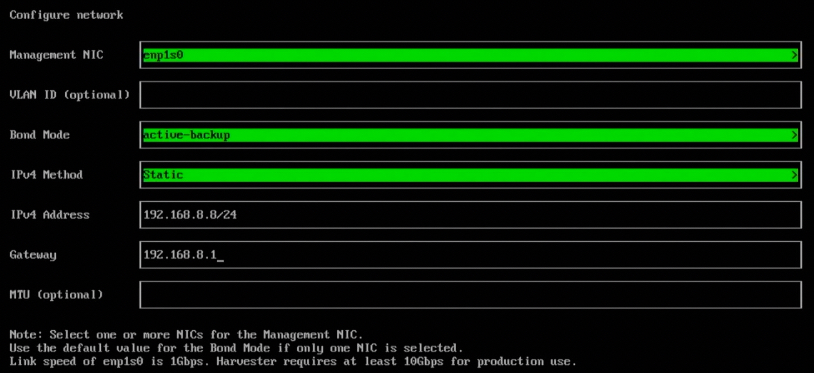 Configure network
Management NIC enp1s0 >
VLAN ID (optional)
Bond Mode active-backup >
IPv4 Method Static >
IPv4 Address 192.168.8.8/24
Gateway 192.168.8.1_
MTU (optional)
Note: Select one or more NICs for the Management NIC.
Use the default value for the Bond Mode if only one NIC is selected.
Link speed of enp1s0 is 1Gbps. Harvester requires at least 10Gbps for production use.